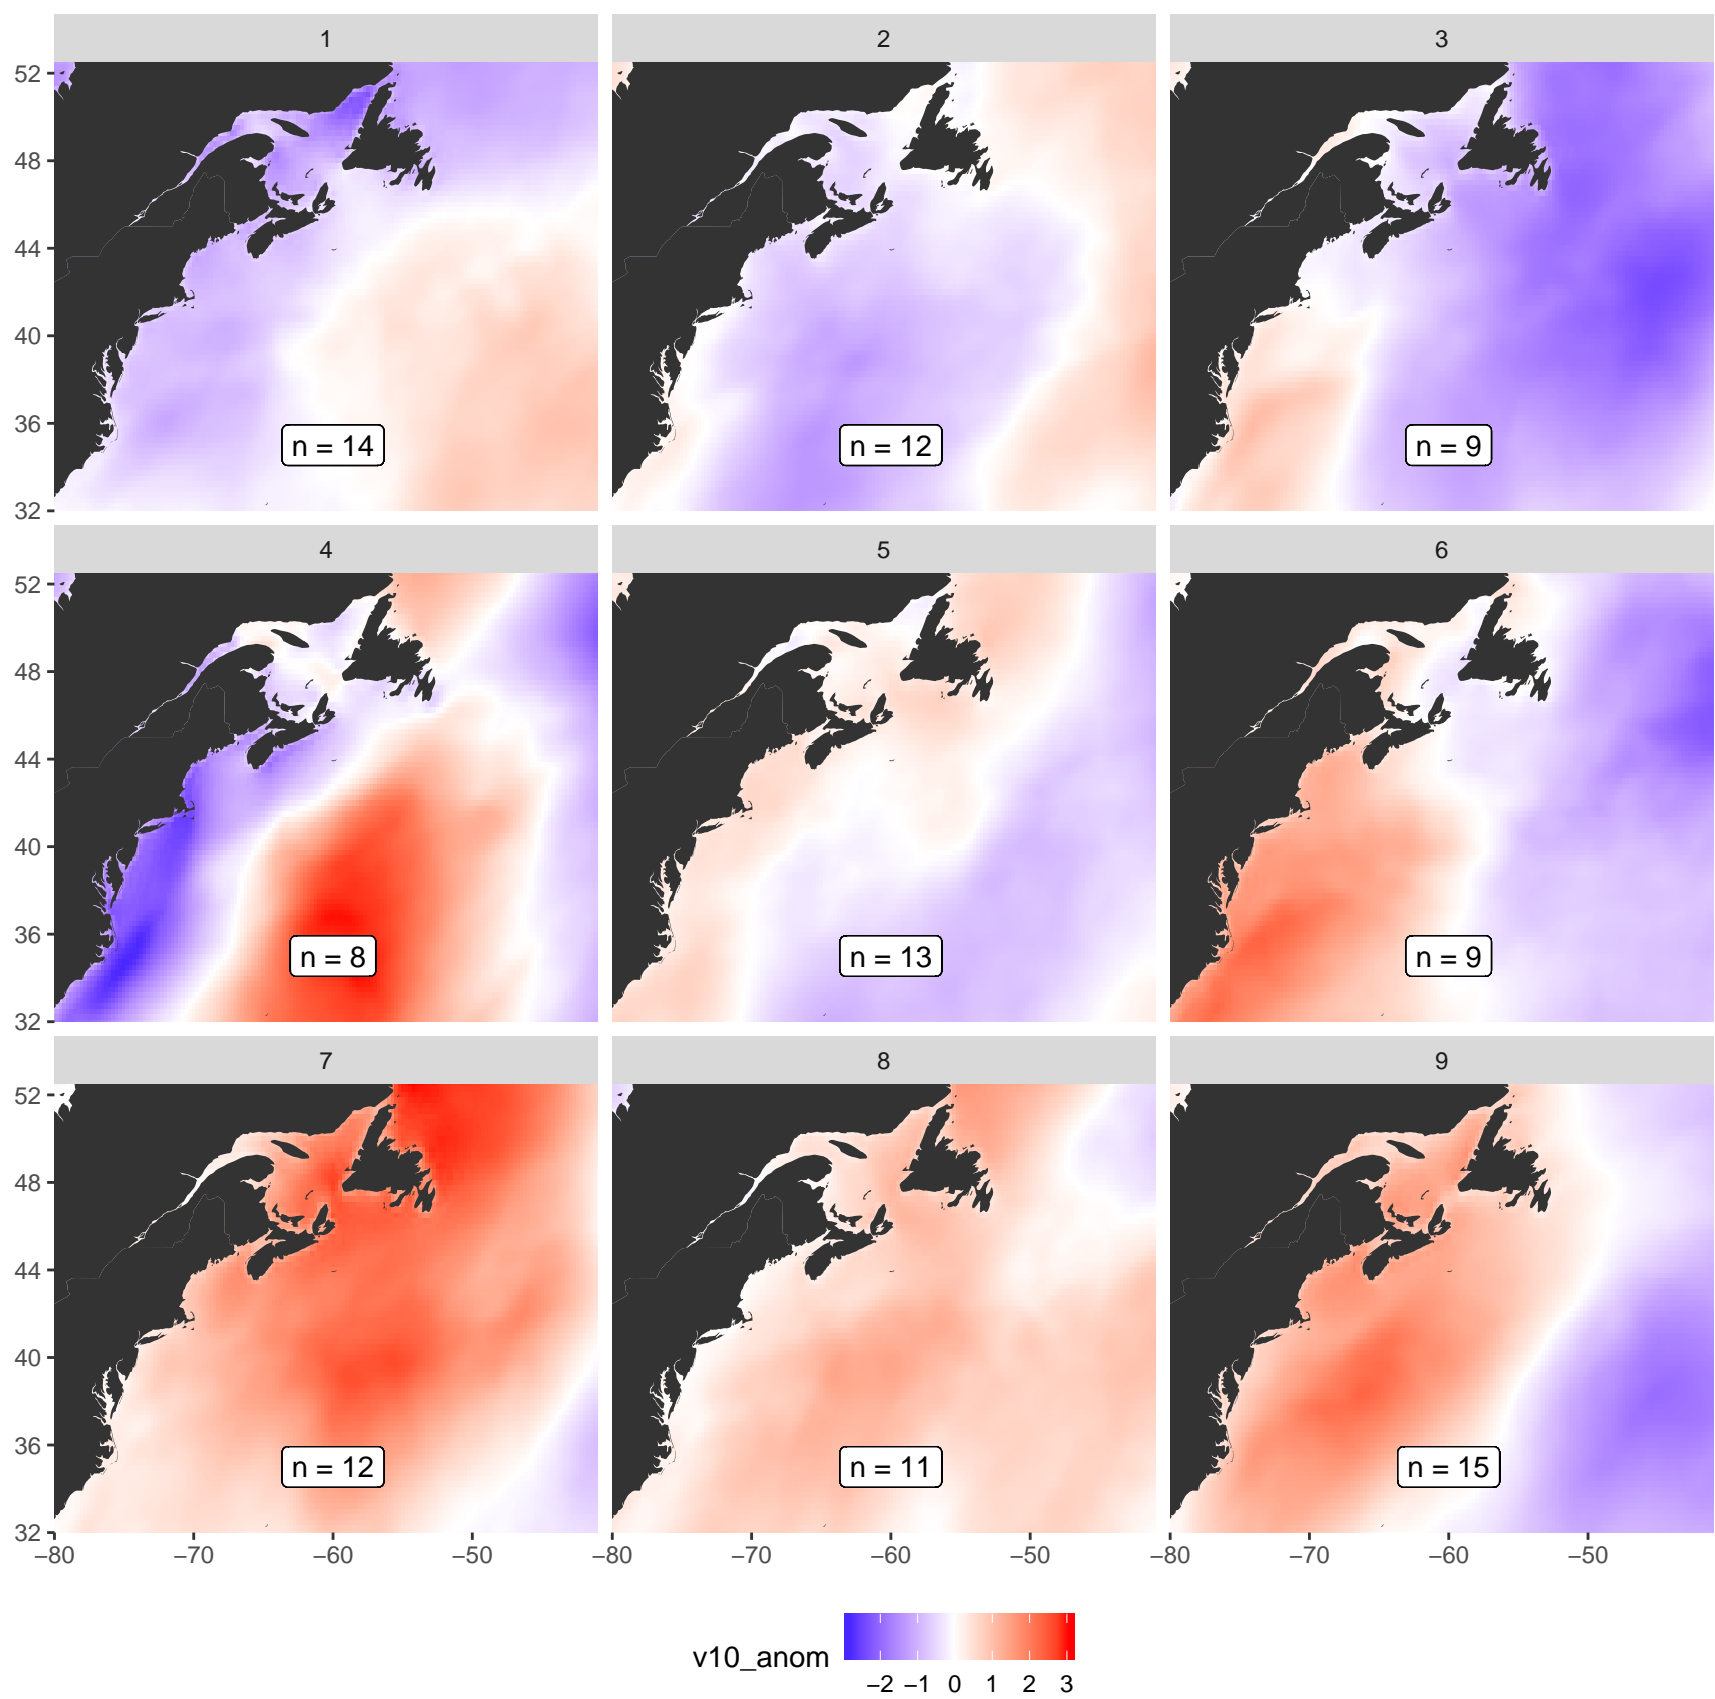 1 2 3
52
48
44
40
36
32
n = 14 n = 12 n = 9
4 5 6
52
48
44
40
36
32
n = 8 n = 13 n = 9
7 8 9
52
48
44
40
36
32
n = 12 n = 11 n = 15
−80 −70 −60 −50 −80 −70 −60 −50 −80 −70 −60 −50
v10_anom
−2 −1 0 1 2 3